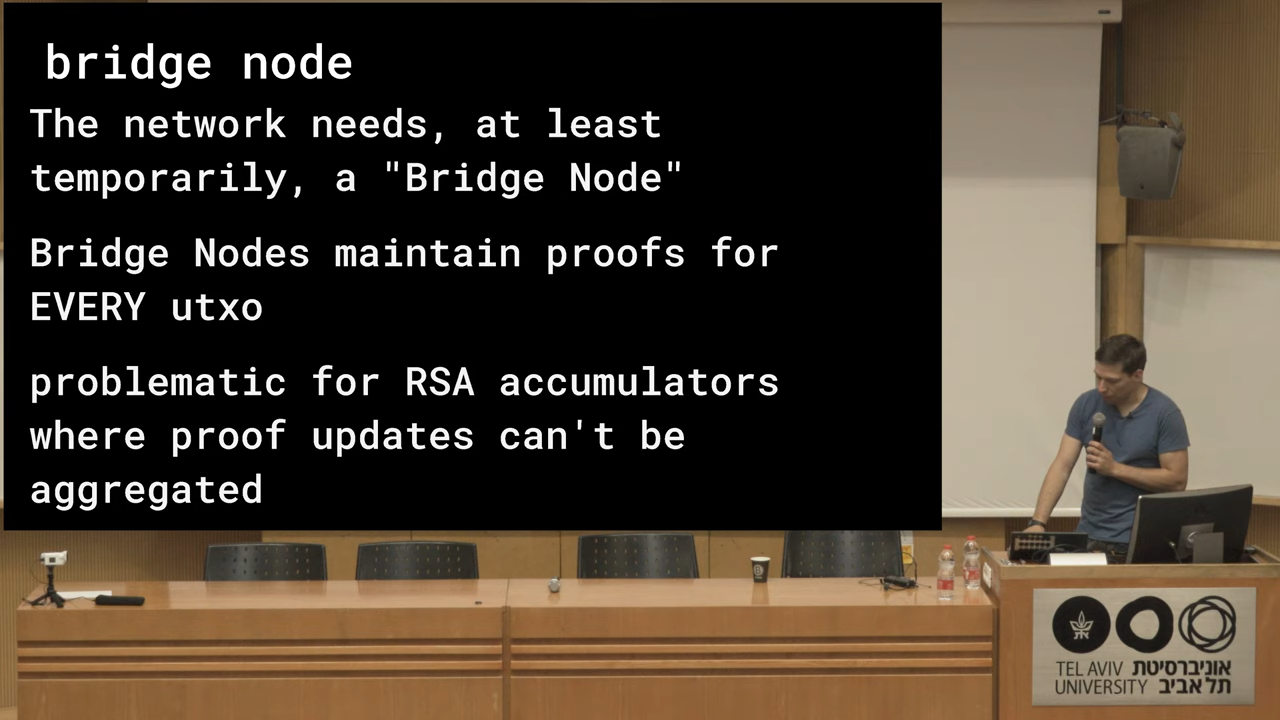 bridge node
The network needs, at least
temporarily, a "Bridge Node"
Bridge Nodes maintain proofs for
EVERY utxo
problematic for RSA accumulators
where proof updates can't be
aggregated
TEL AVIV אוניברסיטת
UNIVERSITY תל אביב